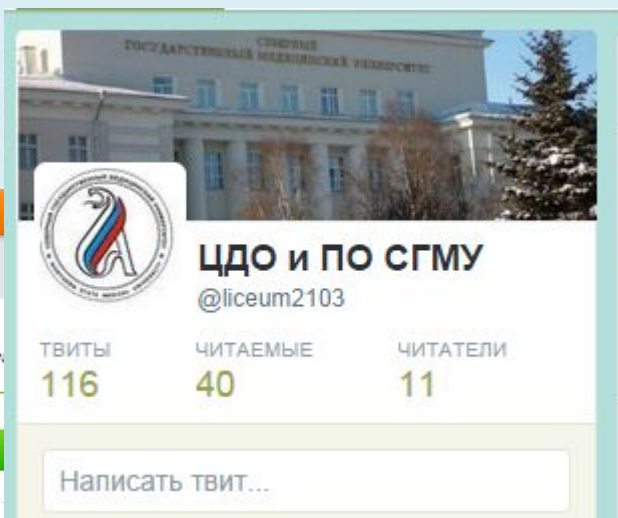 СЕВЕРНЫЙ
ГОСУДАРСТВЕННЫЙ МЕДИЦИНСКИЙ УНИВЕРСИТЕТ
ЦДО и ПО СГМУ
@liceum2103
ТВИТЫ ЧИТАЕМЫЕ ЧИТАТЕЛИ
116 40 11
Написать твит...